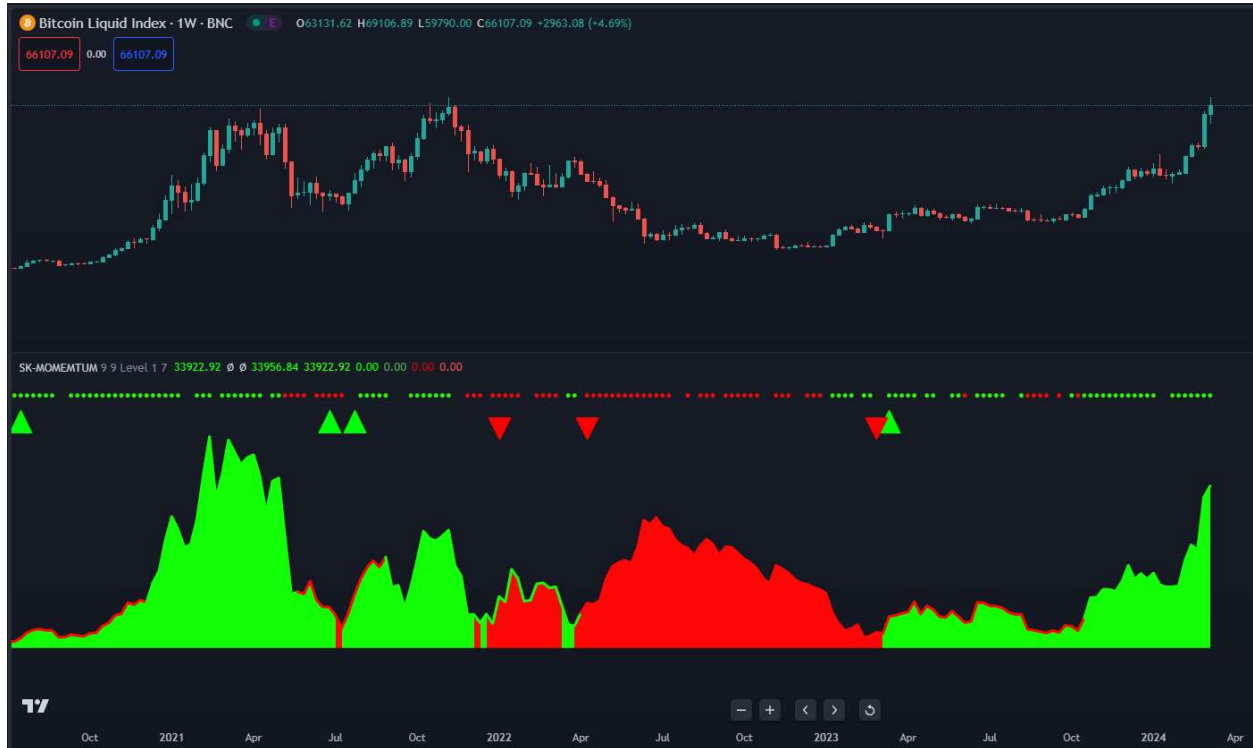 Bitcoin Liquid Index · 1W · BNC E O63131.62 H69106.89 L59790.00 C66107.09 +2963.08 (+4.69%)
66107.09 0.00 66107.09
SK-MOMEMTUM 9 9 Level 1 7 33922.92 Ø Ø 33956.84 33922.92 0.00 0.00 0.00 0.00
Oct 2021 Apr Jul Oct 2022 Apr Jul Oct 2023 Apr Jul Oct 2024 Apr